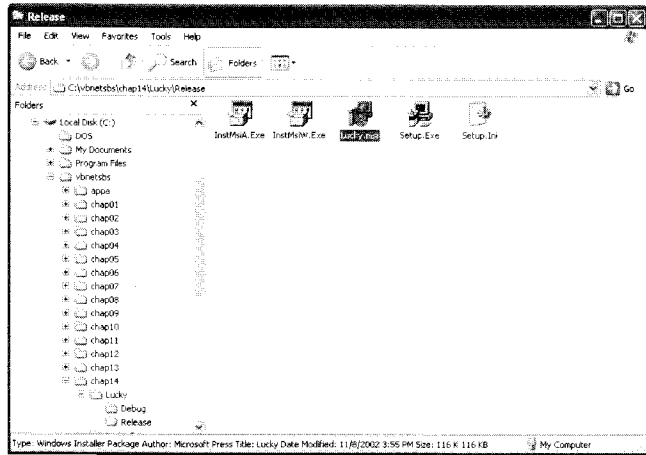 Release
File Edit View Favorites Tools Help
Back Search Folders
Address C:\vbnetsbs\chap14\Lucky\Release Go
Folders
Local Disk (C:)
DOS
My Documents
Program Files
vbnetsbs
appa
chap01
chap02
chap03
chap04
chap05
chap06
chap07
chap08
chap09
chap10
chap11
chap12
chap13
chap14
Lucky
Debug
Release
InstMsiA.Exe InstMsiW.Exe Lucky.msi Setup.Exe Setup.Ini
Type: Windows Installer Package Author: Microsoft Press Title: Lucky Date Modified: 11/8/2002 3:55 PM Size: 116 K 116 KB My Computer